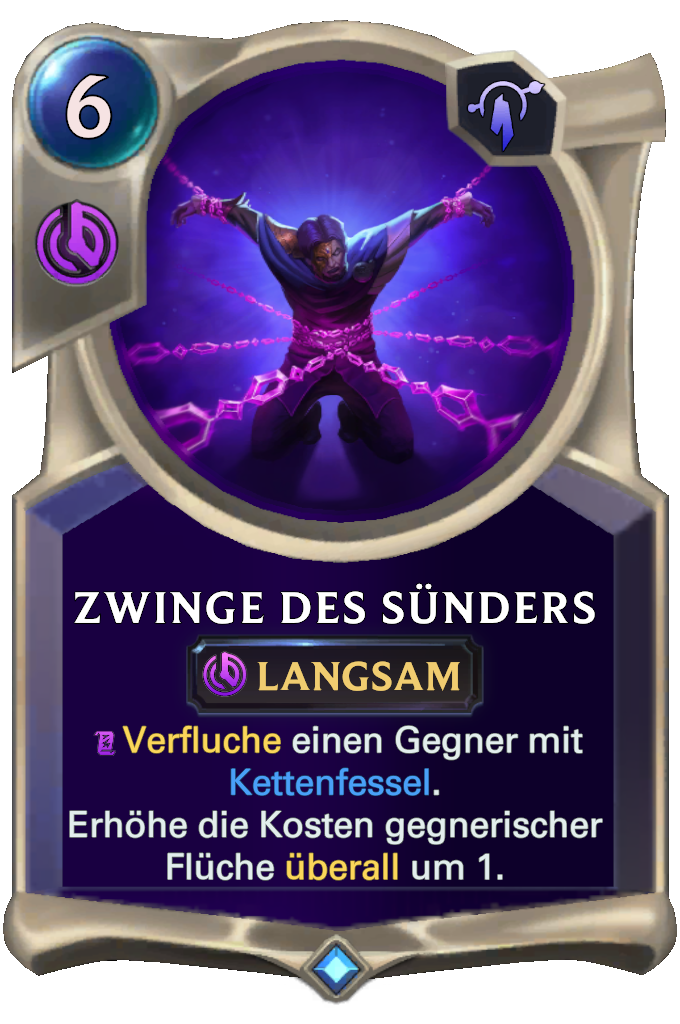 6
ZWINGE DES SÜNDERS
LANGSAM
Verfluche einen Gegner mit
Kettenfessel.
Erhöhe die Kosten gegnerischer
Flüche überall um 1.